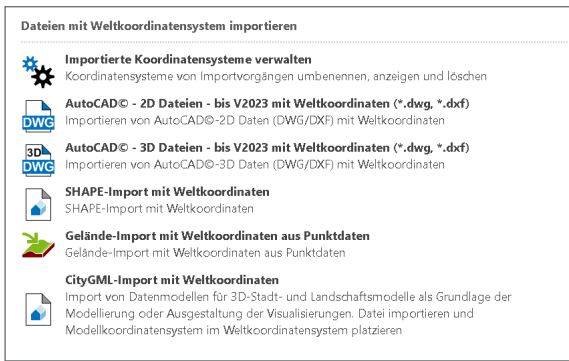 Dateien mit Weltkoordinatensystem importieren
Importierte Koordinatensysteme verwalten
Koordinatensysteme von Importvorgängen umbenennen, anzeigen und löschen
DWG
AutoCAD© - 2D Dateien - bis V2023 mit Weltkoordinaten (*.dwg, *.dxf)
Importieren von AutoCAD©-2D Daten (DWG/DXF) mit Weltkoordinaten
3D
DWG
AutoCAD© - 3D Dateien - bis V2023 mit Weltkoordinaten (*.dwg, *.dxf)
Importieren von AutoCAD©-3D Daten (DWG/DXF) mit Weltkoordinaten
SHAPE-Import mit Weltkoordinaten
SHAPE-Import mit Weltkoordinaten
Gelände-Import mit Weltkoordinaten aus Punktdaten
Gelände-Import mit Weltkoordinaten aus Punktdaten
CityGML-Import mit Weltkoordinaten
Import von Datenmodellen für 3D-Stadt- und Landschaftsmodelle als Grundlage der
Modellierung oder Ausgestaltung der Visualisierungen. Datei importieren und
Modellkoordinatensystem im Weltkoordinatensystem platzieren